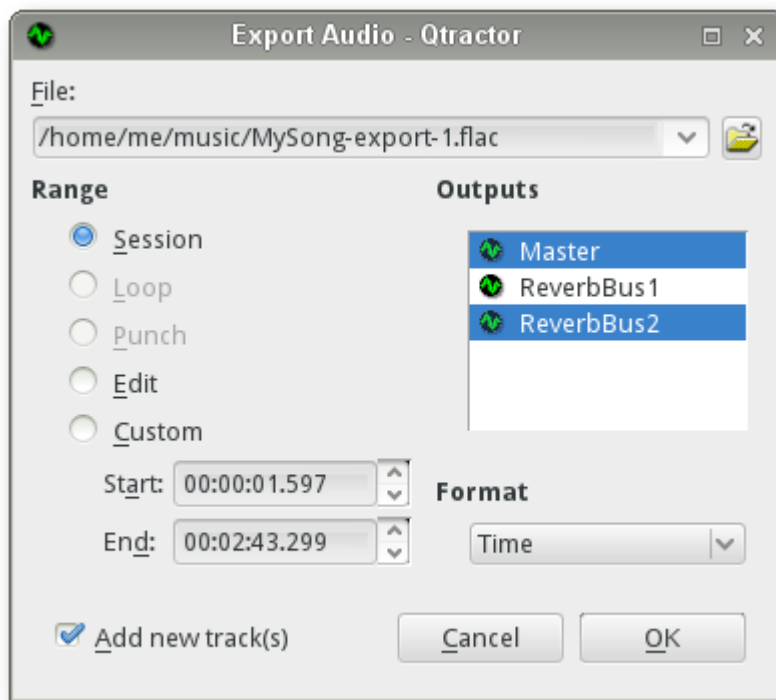 Export Audio - Qtractor
File:
/home/me/music/MySong-export-1.flac
Range
Session
Loop
Punch
Edit
Custom
Start: 00:00:01.597
End: 00:02:43.299
Outputs
Master
ReverbBus1
ReverbBus2
Format
Time
Add new track(s)
Cancel
OK